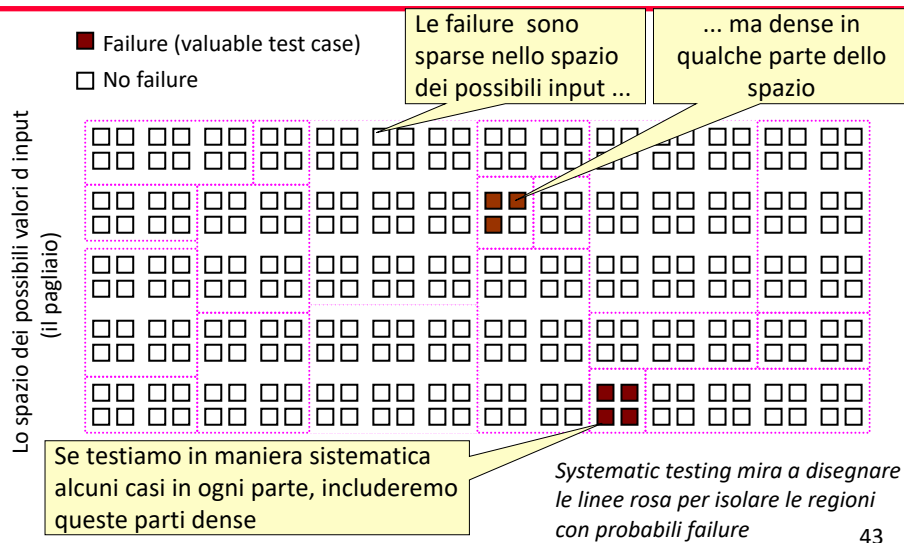 Failure (valuable test case)
No failure
Le failure sono
sparse nello spazio
dei possibili input ...
... ma dense in
qualche parte dello
spazio
Lo spazio dei possibili valori d input
(il pagliaio)
Se testiamo in maniera sistematica
alcuni casi in ogni parte, includeremo
queste parti dense
Systematic testing mira a disegnare
le linee rosa per isolare le regioni
con probabili failure
43